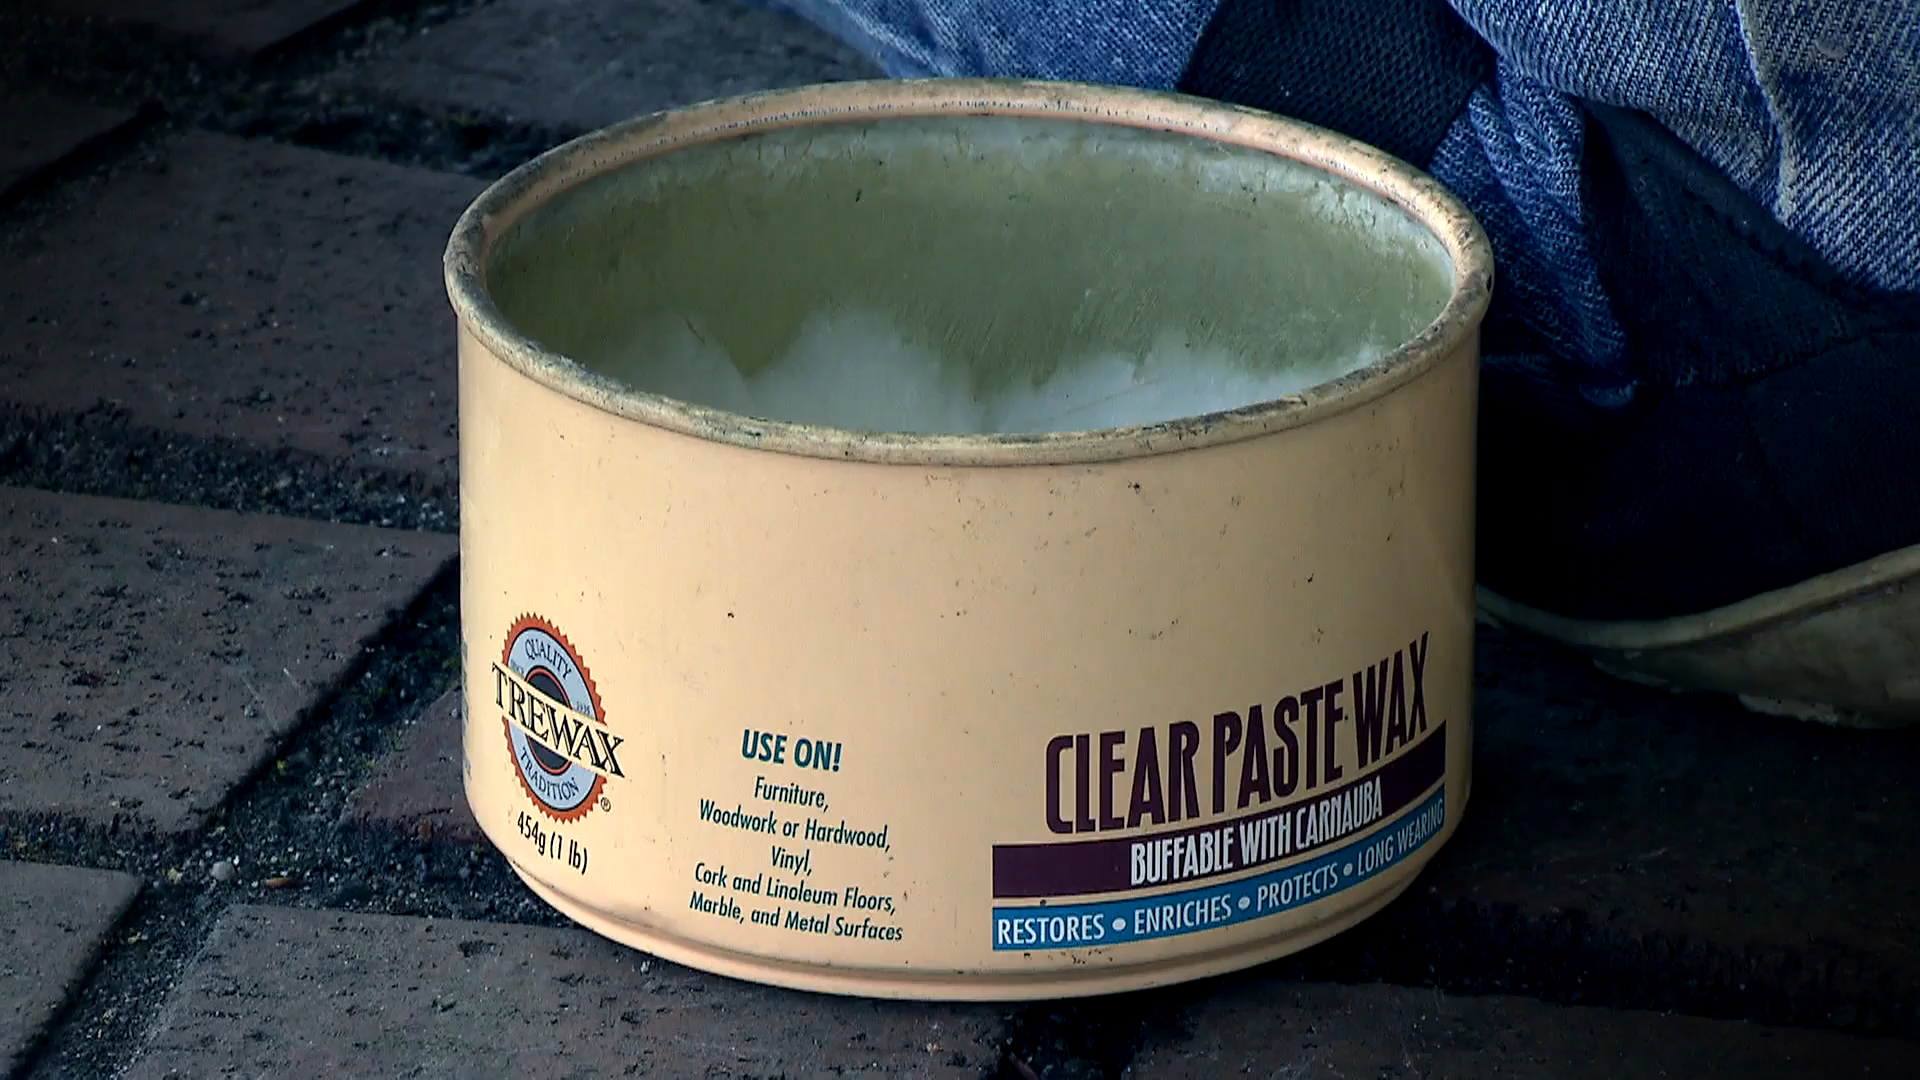 QUALITY
TREWAX
TRADITION
®
454g (1 lb)
USE ON!
Furniture,
Woodwork or Hardwood,
Vinyl,
Cork and Linoleum Floors,
Marble, and Metal Surfaces
CLEAR PASTE WAX
BUFFABLE WITH CARNAUBA
RESTORES • ENRICHES • PROTECTS • LONG WEARING